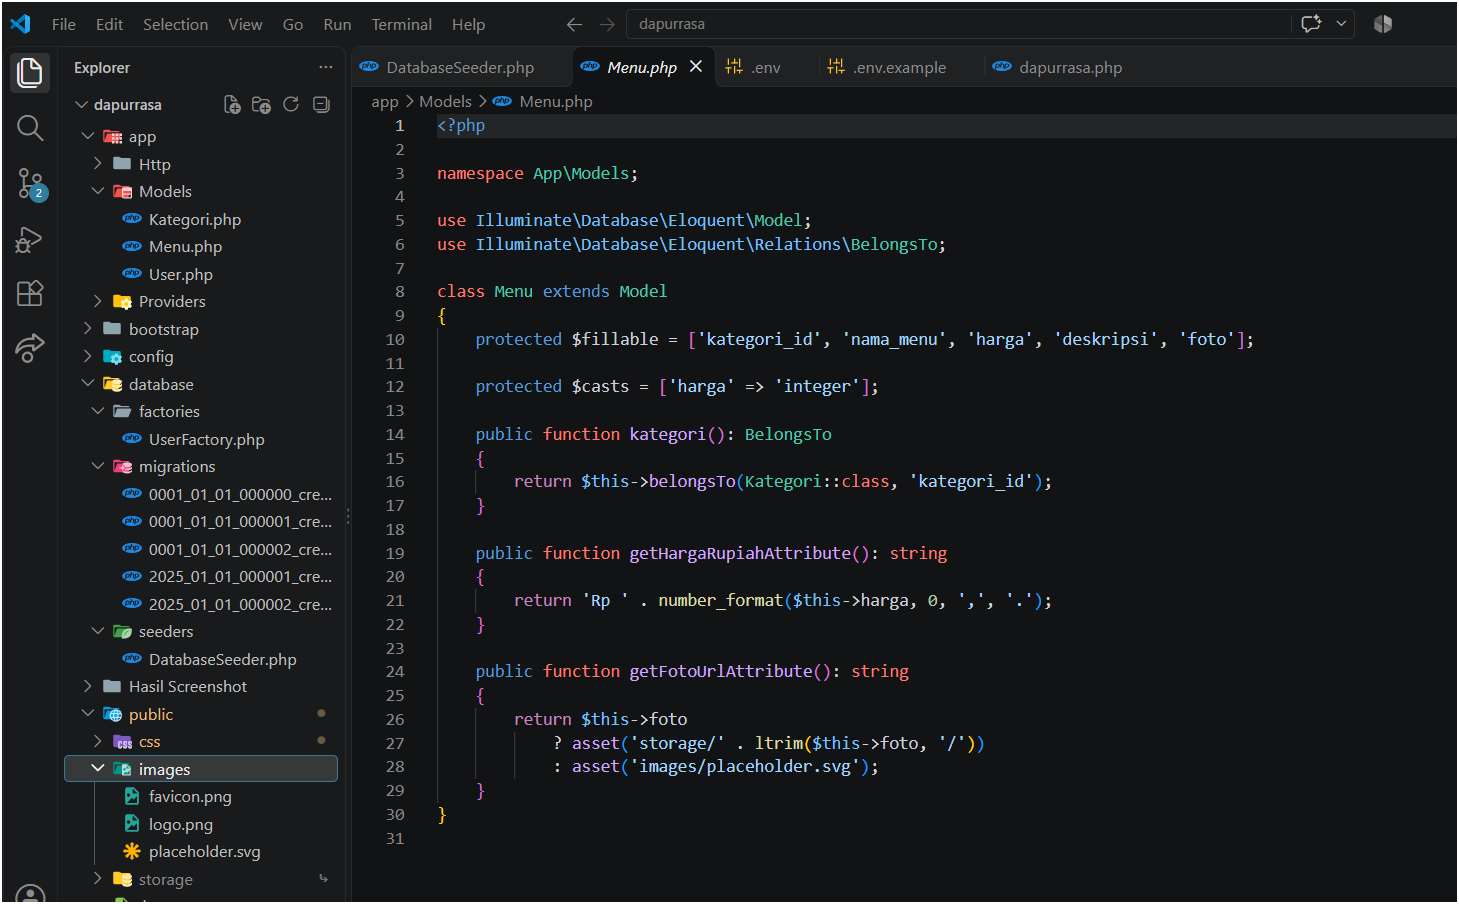 File Edit Selection View Go Run Terminal Help
dapurrasa
Explorer
dapurrasa
app
Http
Models
Kategori.php
Menu.php
User.php
Providers
bootstrap
config
database
factories
UserFactory.php
migrations
0001_01_01_000000_cre...
0001_01_01_000001_cre...
0001_01_01_000002_cre...
2025_01_01_000001_cre...
2025_01_01_000002_cre...
seeders
DatabaseSeeder.php
Hasil Screenshot
public
css
images
favicon.png
logo.png
placeholder.svg
storage
2
DatabaseSeeder.php Menu.php .env .env.example dapurrasa.php
app > Models > Menu.php
1 <?php
2
3 namespace App\Models;
4
5 use Illuminate\Database\Eloquent\Model;
6 use Illuminate\Database\Eloquent\Relations\BelongsTo;
7
8 class Menu extends Model
9 {
10 protected $fillable = ['kategori_id', 'nama_menu', 'harga', 'deskripsi', 'foto'];
11
12 protected $casts = ['harga' => 'integer'];
13
14 public function kategori(): BelongsTo
15 {
16 return $this->belongsTo(Kategori::class, 'kategori_id');
17 }
18
19 public function getHargaRupiahAttribute(): string
20 {
21 return 'Rp ' . number_format($this->harga, 0, ',', '.');
22 }
23
24 public function getFotoUrlAttribute(): string
25 {
26 return $this->foto
27 ? asset('storage/' . ltrim($this->foto, '/'))
28 : asset('images/placeholder.svg');
29 }
30 }
31